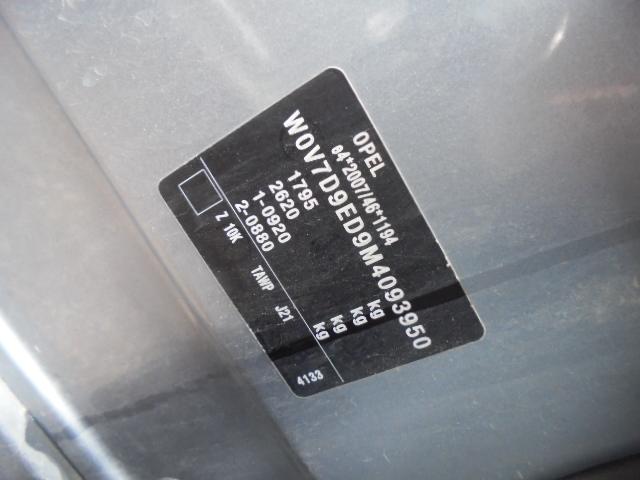 OPEL
e4*2007/46*1194
W0V7D9ED9M4093950
1795 kg
2620 kg
1-0920 kg
2-0880 kg
Z 10K TAWP J21
4133